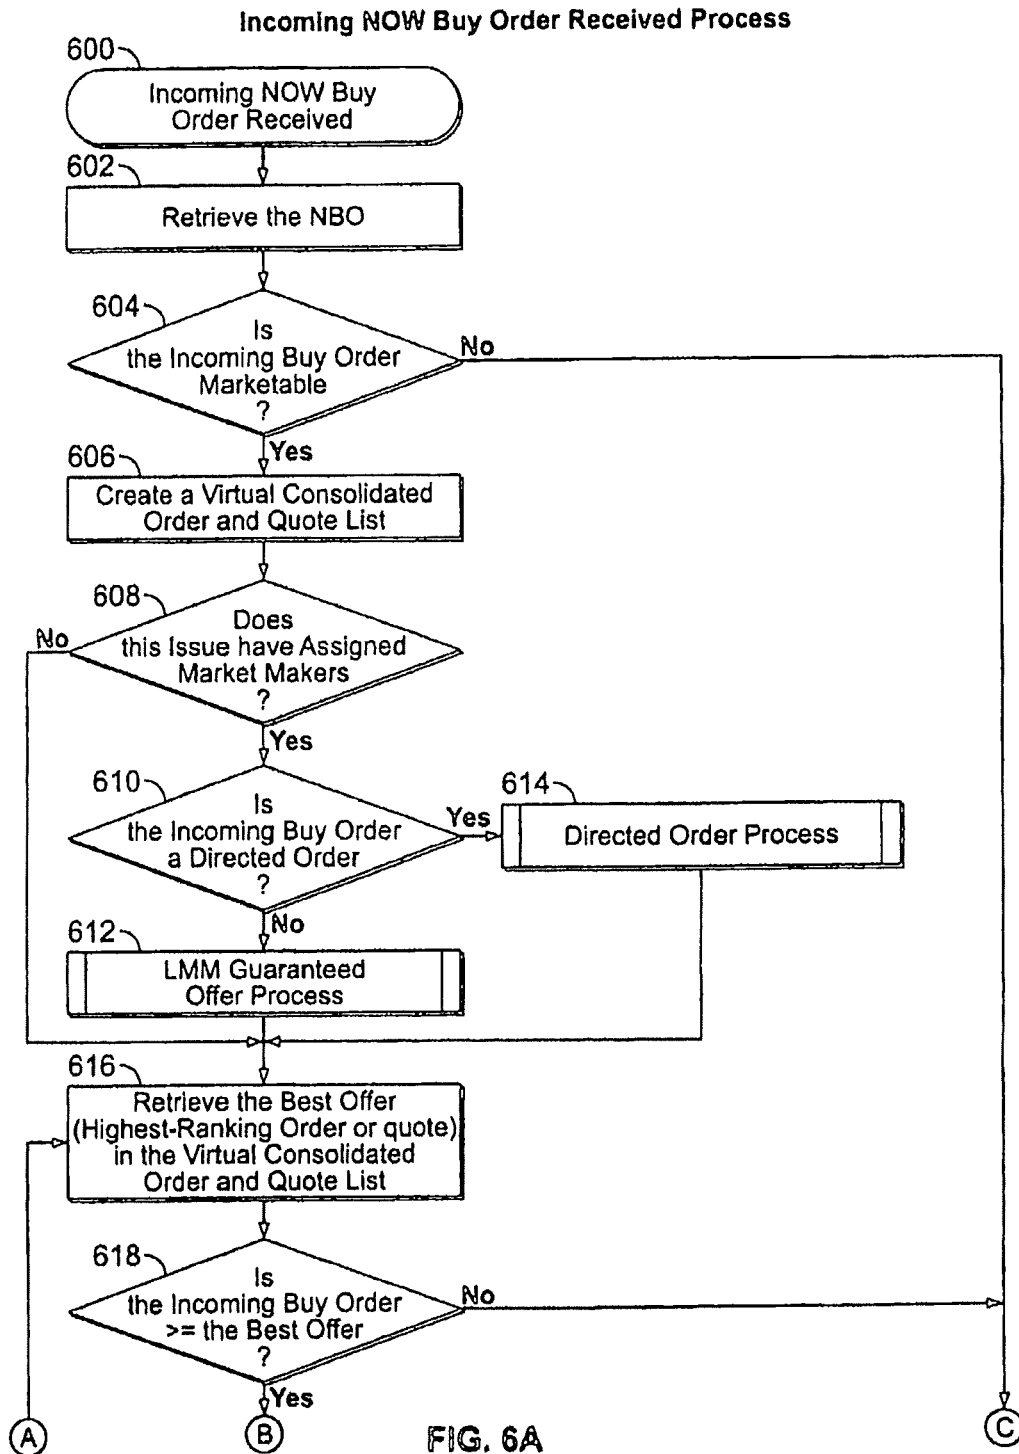 Incoming NOW Buy Order Received Process
600
Incoming NOW Buy
Order Received
602
Retrieve the NBO
604
Is
the Incoming Buy Order
Marketable
?
No
Yes
606
Create a Virtual Consolidated
Order and Quote List
608
Does
this Issue have Assigned
Market Makers
?
No
Yes
610
Is
the Incoming Buy Order
a Directed Order
?
Yes
614
Directed Order Process
No
612
LMM Guaranteed
Offer Process
616
Retrieve the Best Offer
(Highest-Ranking Order or quote)
in the Virtual Consolidated
Order and Quote List
618
Is
the Incoming Buy Order
>= the Best Offer
?
No
Yes
A
B
C
FIG. 6A